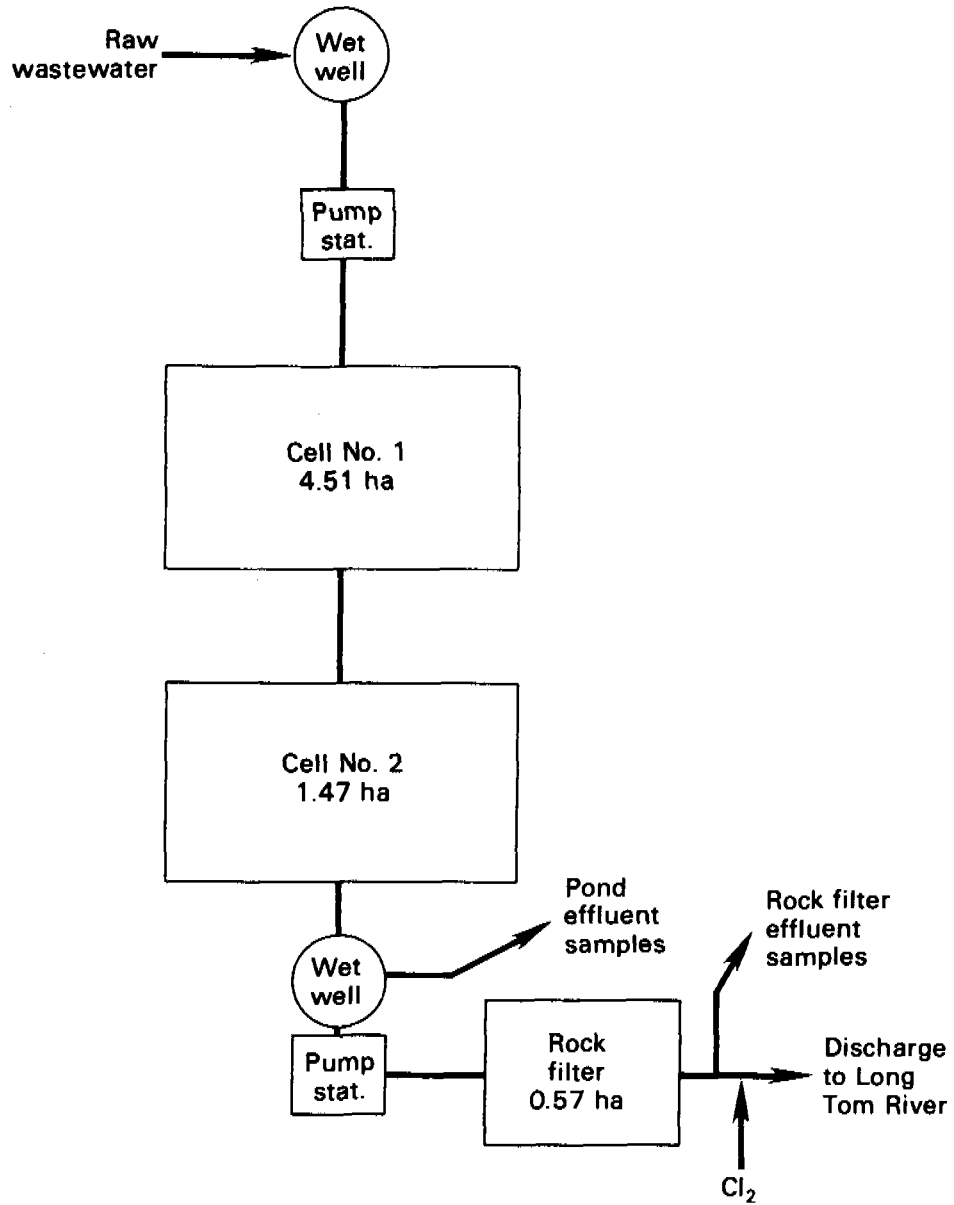 Raw
wastewater
Wet
well
Pump
stat.
Cell No. 1
4.51 ha
Cell No. 2
1.47 ha
Pond
effluent
samples
Rock filter
effluent
samples
Wet
well
Pump
stat.
Rock
filter
0.57 ha
Discharge
to Long
Tom River
Cl₂